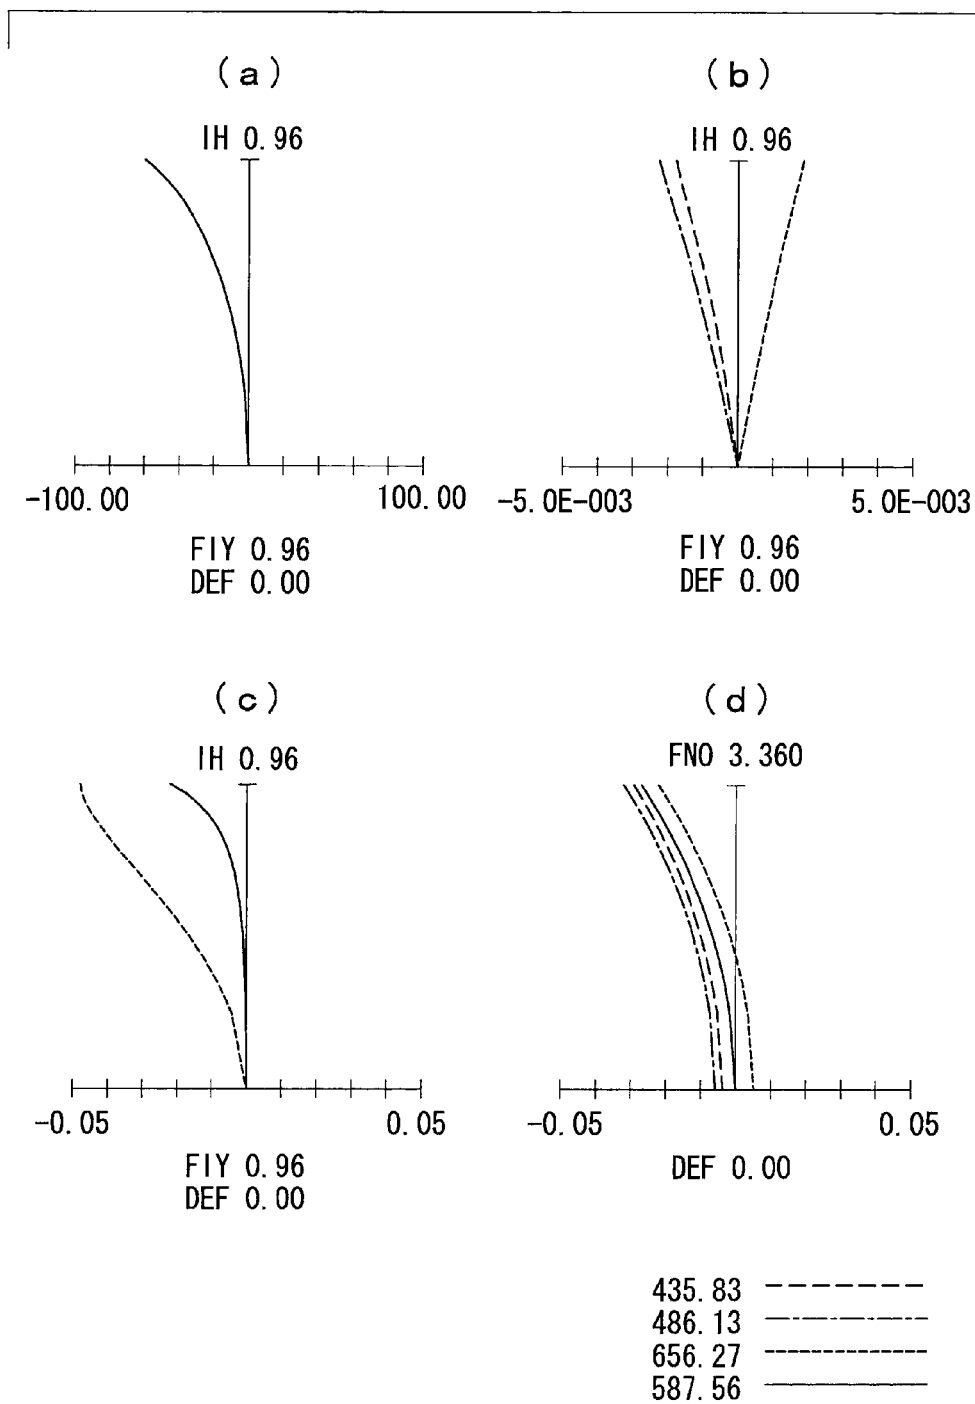 (a)
IH 0.96
-100.00 100.00
FIY 0.96
DEF 0.00
(b)
IH 0.96
-5.0E-003 5.0E-003
FIY 0.96
DEF 0.00
(c)
IH 0.96
-0.05 0.05
FIY 0.96
DEF 0.00
(d)
FNO 3.360
-0.05 0.05
DEF 0.00
435.83
486.13
656.27
587.56